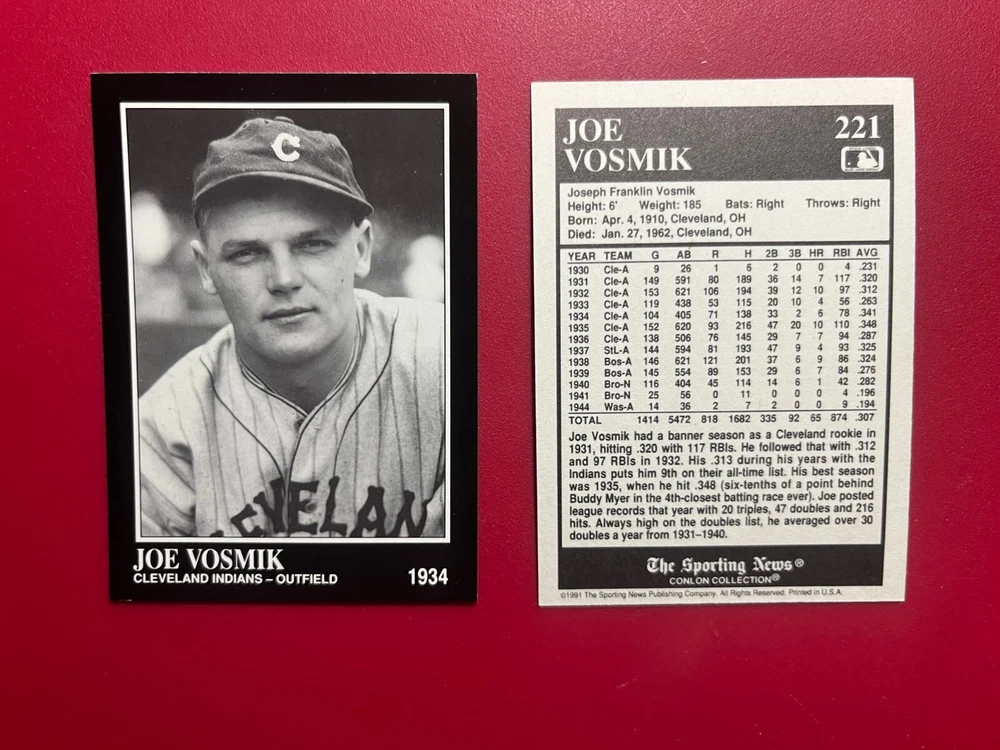 C
CLEVELAN
JOE VOSMIK
CLEVELAND INDIANS – OUTFIELD
1934
JOE
VOSMIK
221
Joseph Franklin Vosmik
Height: 6' Weight: 185 Bats: Right Throws: Right
Born: Apr. 4, 1910, Cleveland, OH
Died: Jan. 27, 1962, Cleveland, OH
YEAR TEAM G AB R H 2B 3B HR RBI AVG
1930 Cle-A 9 26 1 6 2 0 0 4 .231
1931 Cle-A 149 591 80 189 36 14 7 117 .320
1932 Cle-A 153 621 106 194 39 12 10 97 .312
1933 Cle-A 119 438 53 115 20 10 4 56 .263
1934 Cle-A 104 405 71 138 33 2 6 78 .341
1935 Cle-A 152 620 93 216 47 20 10 110 .348
1936 Cle-A 138 506 76 145 29 7 7 94 .287
1937 StL-A 144 594 81 193 47 9 4 93 .325
1938 Bos-A 146 621 121 201 37 6 9 86 .324
1939 Bos-A 145 554 89 153 29 6 7 84 .276
1940 Bro-N 116 404 45 114 14 6 1 42 .282
1941 Bro-N 25 56 0 11 0 0 0 4 .196
1944 Was-A 14 36 2 7 2 0 0 9 .194
TOTAL 1414 5472 818 1682 335 92 65 874 .307
Joe Vosmik had a banner season as a Cleveland rookie in
1931, hitting .320 with 117 RBIs. He followed that with .312
and 97 RBIs in 1932. His .313 during his years with the
Indians puts him 9th on their all-time list. His best season
was 1935, when he hit .348 (six-tenths of a point behind
Buddy Myer in the 4th-closest batting race ever). Joe posted
league records that year with 20 triples, 47 doubles and 216
hits. Always high on the doubles list, he averaged over 30
doubles a year from 1931–1940.
The Sporting News®
CONLON COLLECTION®
©1991 The Sporting News Publishing Company. All Rights Reserved. Printed in U.S.A.